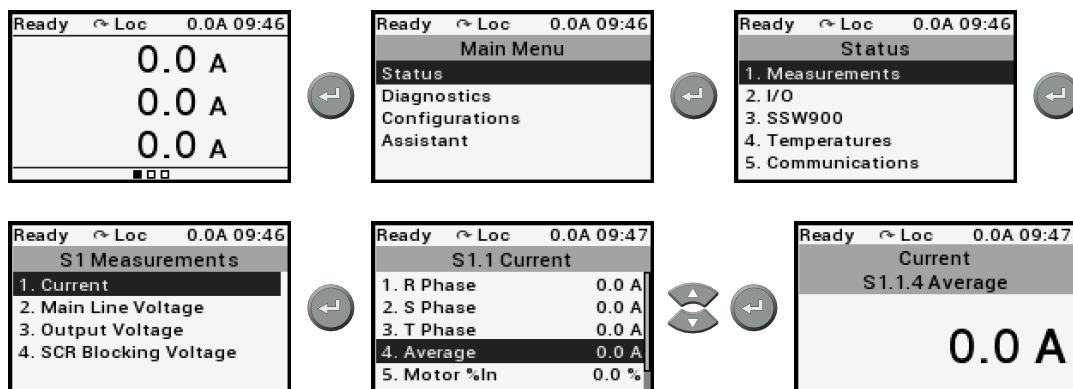 Ready Loc 0.0A 09:46
0.0 A
0.0 A
0.0 A
Ready Loc 0.0A 09:46
Main Menu
Status
Diagnostics
Configurations
Assistant
Ready Loc 0.0A 09:46
Status
1. Measurements
2. I/O
3. SSW900
4. Temperatures
5. Communications
Ready Loc 0.0A 09:46
S1 Measurements
1. Current
2. Main Line Voltage
3. Output Voltage
4. SCR Blocking Voltage
Ready Loc 0.0A 09:47
S1.1 Current
1. R Phase 0.0 A
2. S Phase 0.0 A
3. T Phase 0.0 A
4. Average 0.0 A
5. Motor %In 0.0 %
Ready Loc 0.0A 09:47
Current
S1.1.4 Average
0.0 A